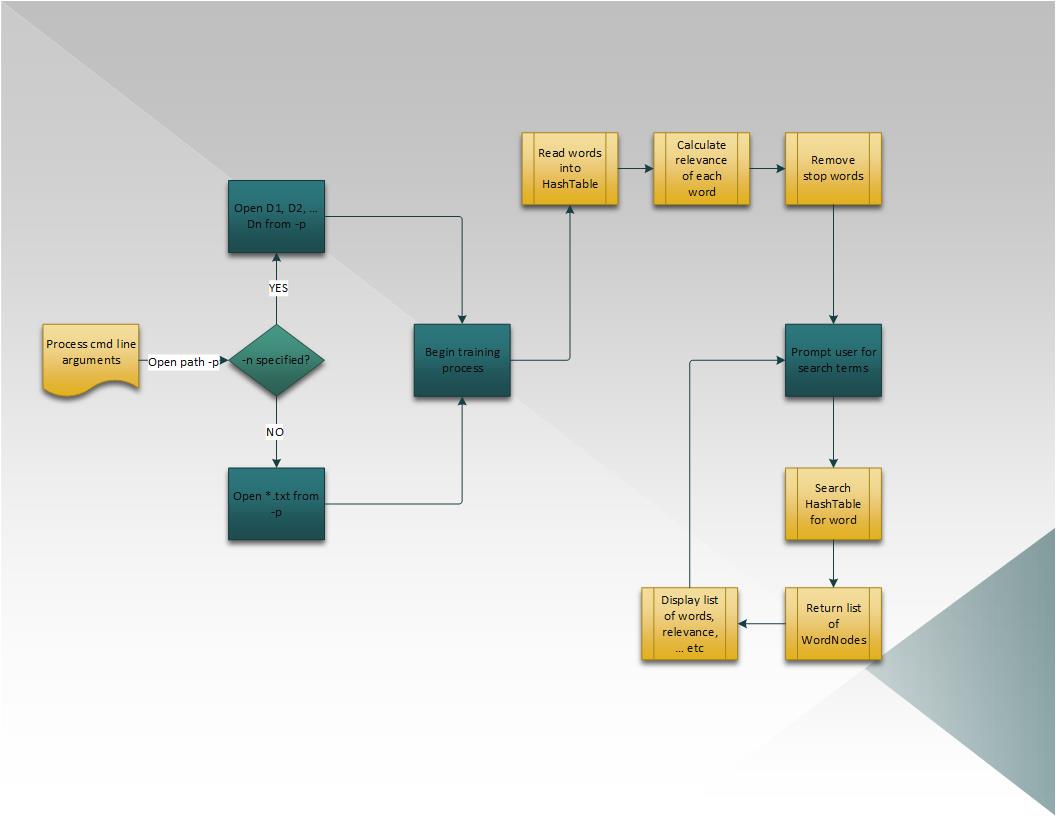 Process cmd line
arguments
Open path -p
-n specified?
YES
Open D1, D2, ...
Dn from -p
NO
Open *.txt from
-p
Begin training
process
Read words
into
HashTable
Calculate
relevance
of each
word
Remove
stop words
Prompt user for
search terms
Search
HashTable
for word
Return list
of
WordNodes
Display list
of words,
relevance,
... etc